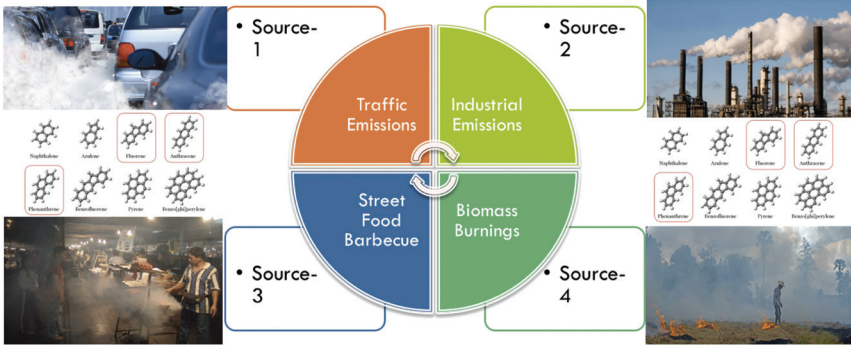 • Source-
1
• Source-
2
Traffic
Emissions
Industrial
Emissions
Naphthalene
Azulene
Fluorene
Anthracene
Phenanthrene
Benzofluorene
Pyrene
Benzo[ghi]perylene
Naphthalene
Azulene
Fluorene
Anthracene
Phenanthrene
Benzofluorene
Pyrene
Benzo[ghi]perylene
Street
Food
Barbecue
Biomass
Burnings
• Source-
3
• Source-
4